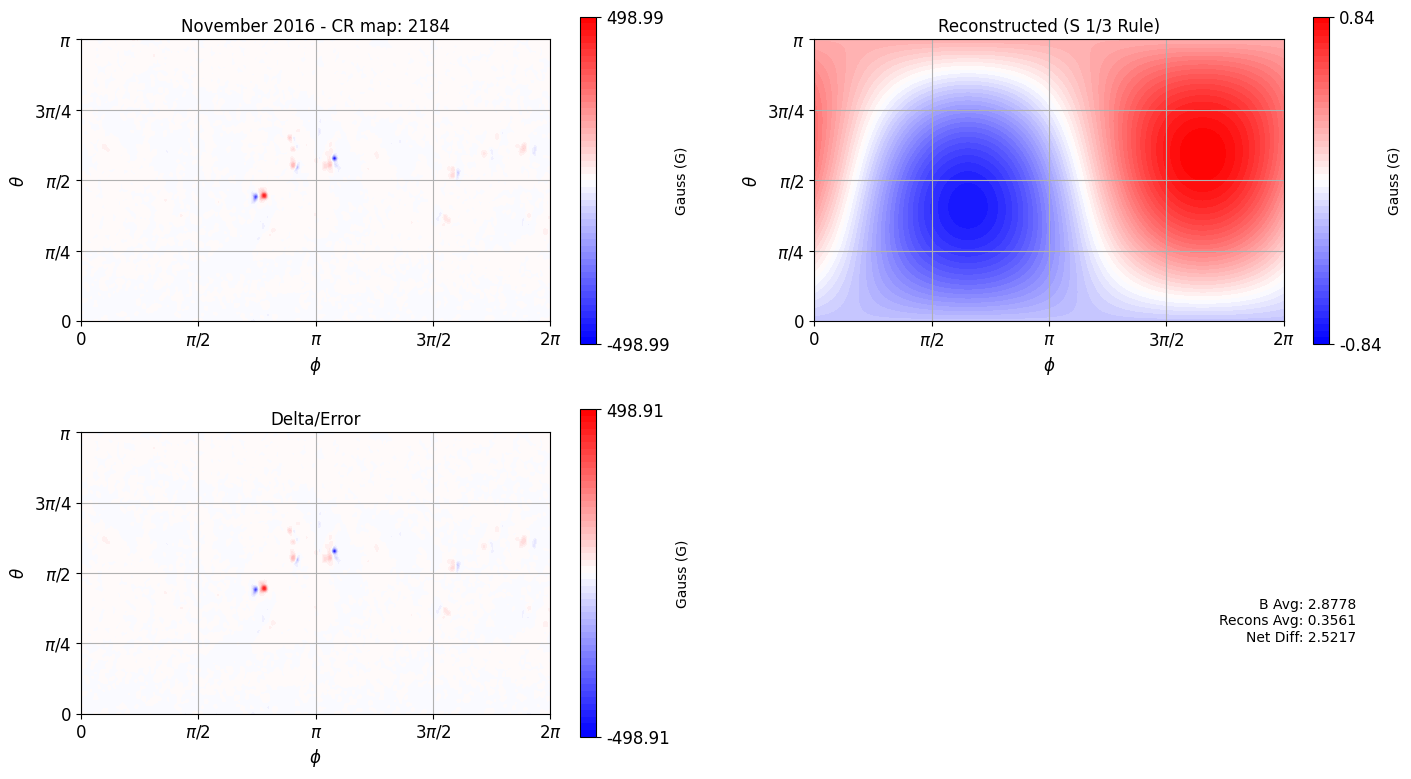 November 2016 - CR map: 2184
498.99
π
3π/4
θ
π/2
π/4
0
0
π/2
π
3π/2
2π
ϕ
-498.99
Gauss (G)
Reconstructed (S 1/3 Rule)
0.84
π
3π/4
θ
π/2
π/4
0
0
π/2
π
3π/2
2π
ϕ
-0.84
Gauss (G)
Delta/Error
498.91
π
3π/4
θ
π/2
π/4
0
0
π/2
π
3π/2
2π
ϕ
-498.91
Gauss (G)
B Avg: 2.8778
Recons Avg: 0.3561
Net Diff: 2.5217